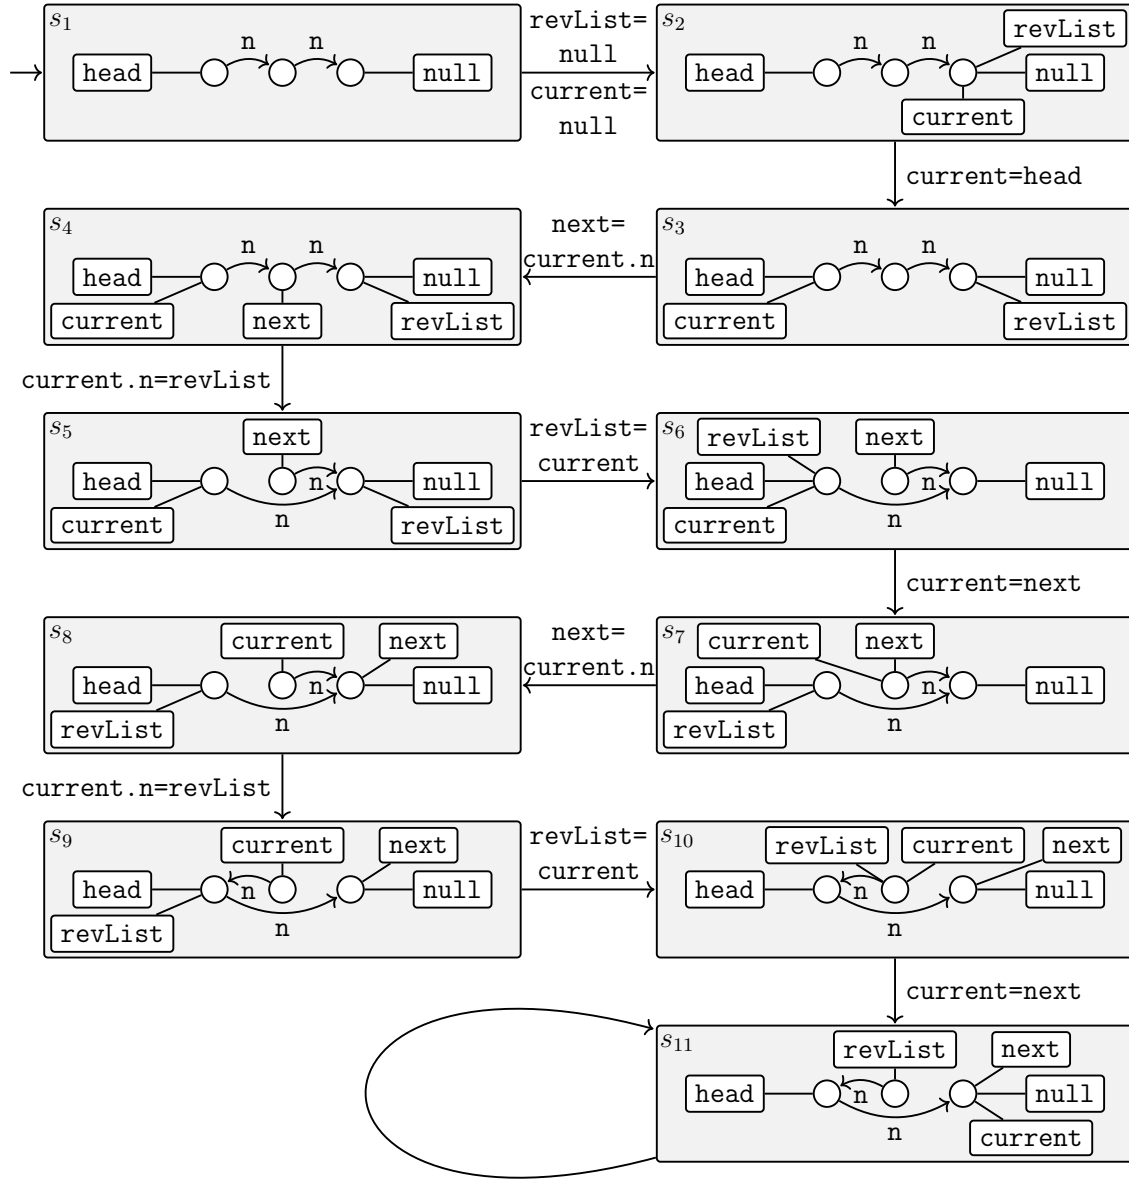 s1
head
n
n
null
revList=
null
current=
null
s2
revList
head
n
n
null
current
current=head
s4
head
n
n
null
current
next
revList
next=
current.n
s3
head
n
n
null
current
revList
current.n=revList
s5
next
head
n
null
current
n
revList
revList=
current
s6
revList
next
head
n
null
current
n
current=next
s8
current
next
head
n
null
revList
n
next=
current.n
s7
current
next
head
n
null
revList
n
current.n=revList
s9
current
next
head
n
null
revList
n
revList=
current
s10
revList
current
next
head
n
null
n
current=next
s11
revList
next
head
n
null
n
current